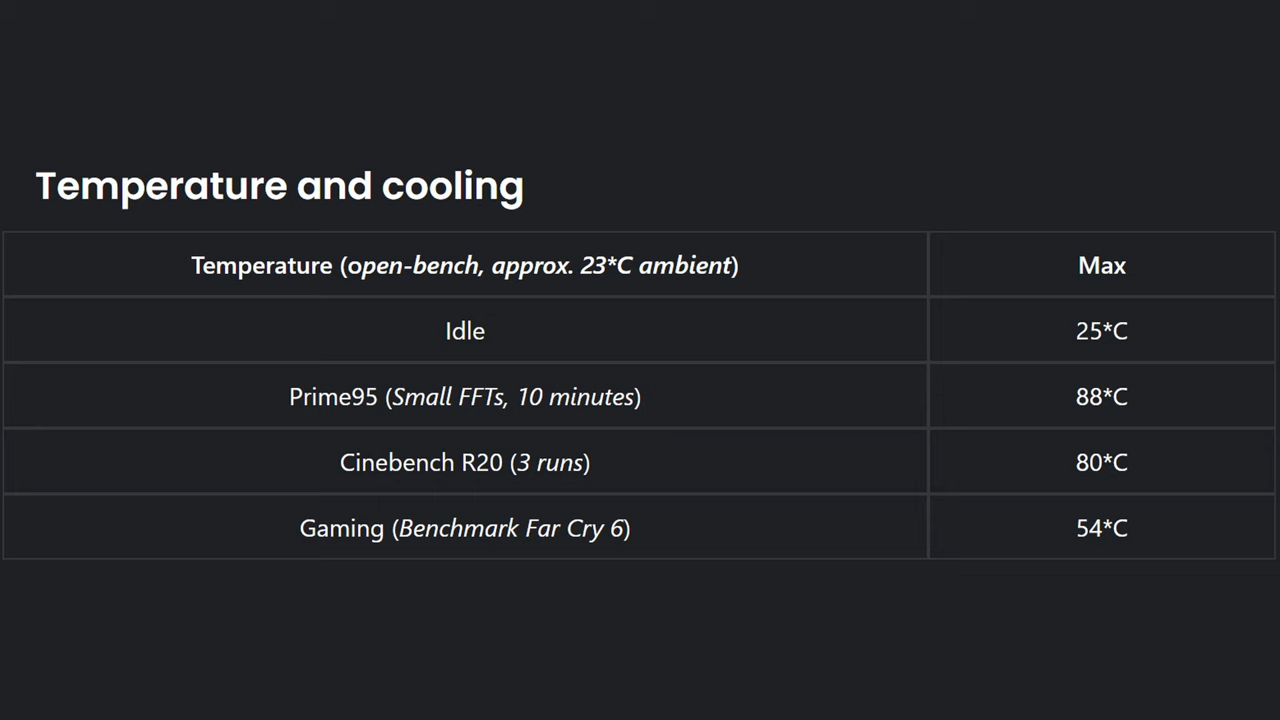 Temperature and cooling
Temperature (open-bench, approx. 23*C ambient) Max
Idle 25*C
Prime95 (Small FFTs, 10 minutes) 88*C
Cinebench R20 (3 runs) 80*C
Gaming (Benchmark Far Cry 6) 54*C